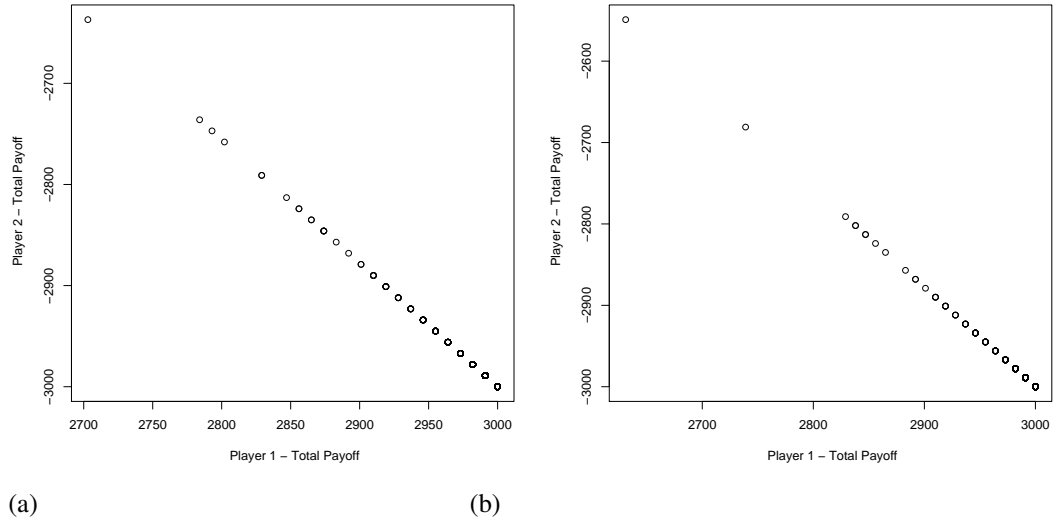 −2700
−2800
−2900
−3000
Player 2 − Total Payoff
2700 2750 2800 2850 2900 2950 3000
Player 1 − Total Payoff
(a)
−2600
−2700
−2800
−2900
−3000
Player 2 − Total Payoff
2700 2800 2900 3000
Player 1 − Total Payoff
(b)